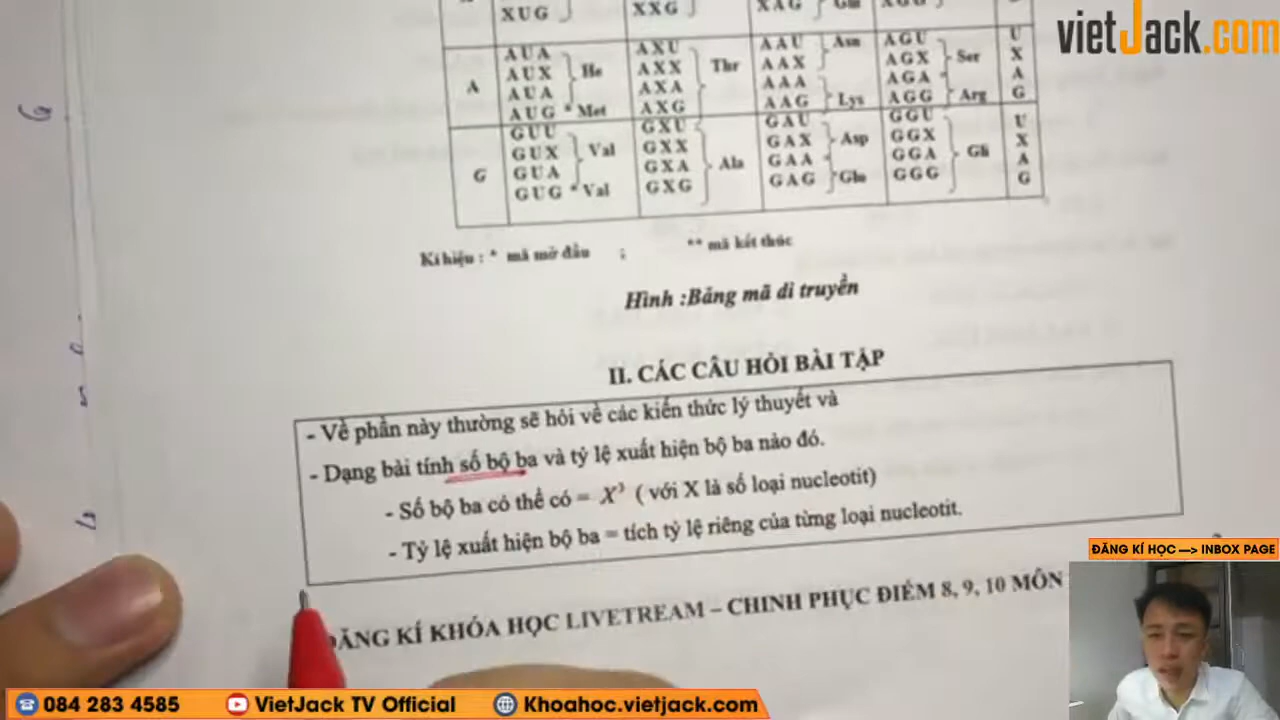 vietJack.com
XUG XXG XAG Gln
AUA AXU AAU Asn AGU U
AUX Ile AXX Thr AAX AGX Ser X
A AUA AXA AAA AGA A
AUG * Met AXG AAG Lys AGG Arg G
GUU GXU GAU GGU U
GUX Val GXX GAX Asp GGX X
G GUA GXA Ala GAA GGA Gli A
GUG * Val GXG GAG Glu GGG G
Kí hiệu : * mã mở đầu ; ** mã kết thúc
Hình :Bảng mã di truyền
II. CÁC CÂU HỎI BÀI TẬP
- Về phần này thường sẽ hỏi về các kiến thức lý thuyết và
- Dạng bài tính số bộ ba và tỷ lệ xuất hiện bộ ba nào đó.
- Số bộ ba có thể có = X³ ( với X là số loại nucleotit)
- Tỷ lệ xuất hiện bộ ba = tích tỷ lệ riêng của từng loại nucleotit.
ĐĂNG KÍ HỌC —> INBOX PAGE
ĐĂNG KÍ KHÓA HỌC LIVETREAM – CHINH PHỤC ĐIỂM 8, 9, 10 MÔN
084 283 4585 VietJack TV Official Khoahoc.vietjack.com